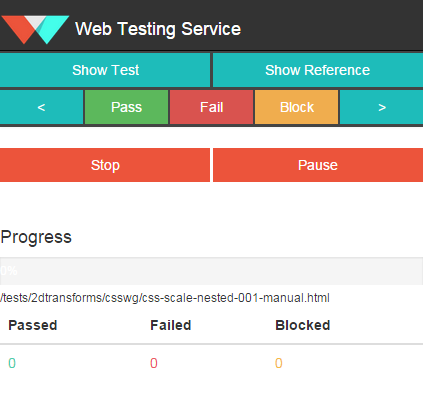 Web Testing Service
Show Test Show Reference
< Pass Fail Block >
Stop Pause
Progress
0%
/tests/2dtransforms/csswg/css-scale-nested-001-manual.html
Passed Failed Blocked
0 0 0